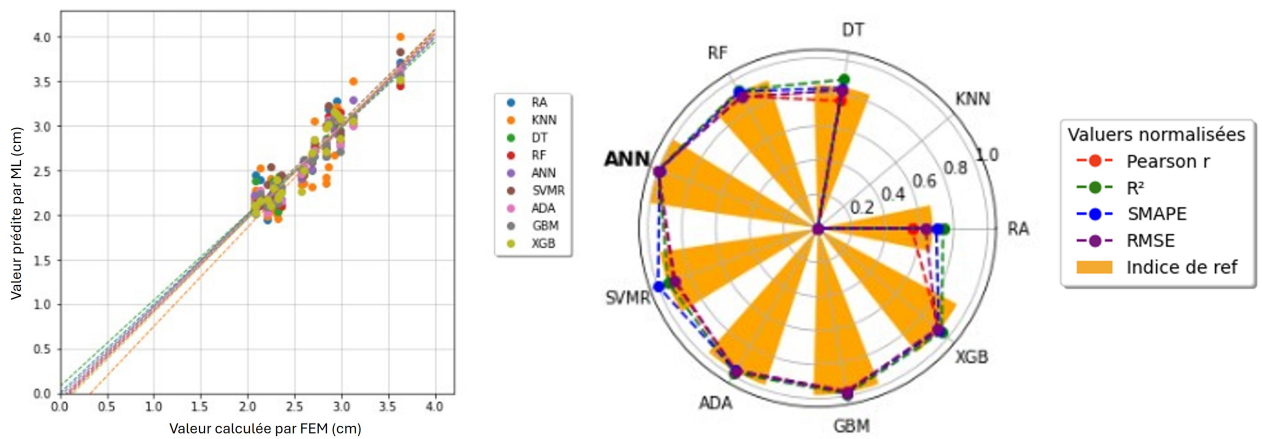 Valeur prédite par ML (cm)
4.0
3.5
3.0
2.5
2.0
1.5
1.0
0.5
0.0
0.0 0.5 1.0 1.5 2.0 2.5 3.0 3.5 4.0
Valeur calculée par FEM (cm)
RA
KNN
DT
RF
ANN
SVMR
ADA
GBM
XGB
DT
RF
KNN
ANN
1.0
0.8
0.6
0.4
0.2
RA
SVMR
XGB
ADA
GBM
Valuers normalisées
Pearson r
R²
SMAPE
RMSE
Indice de ref